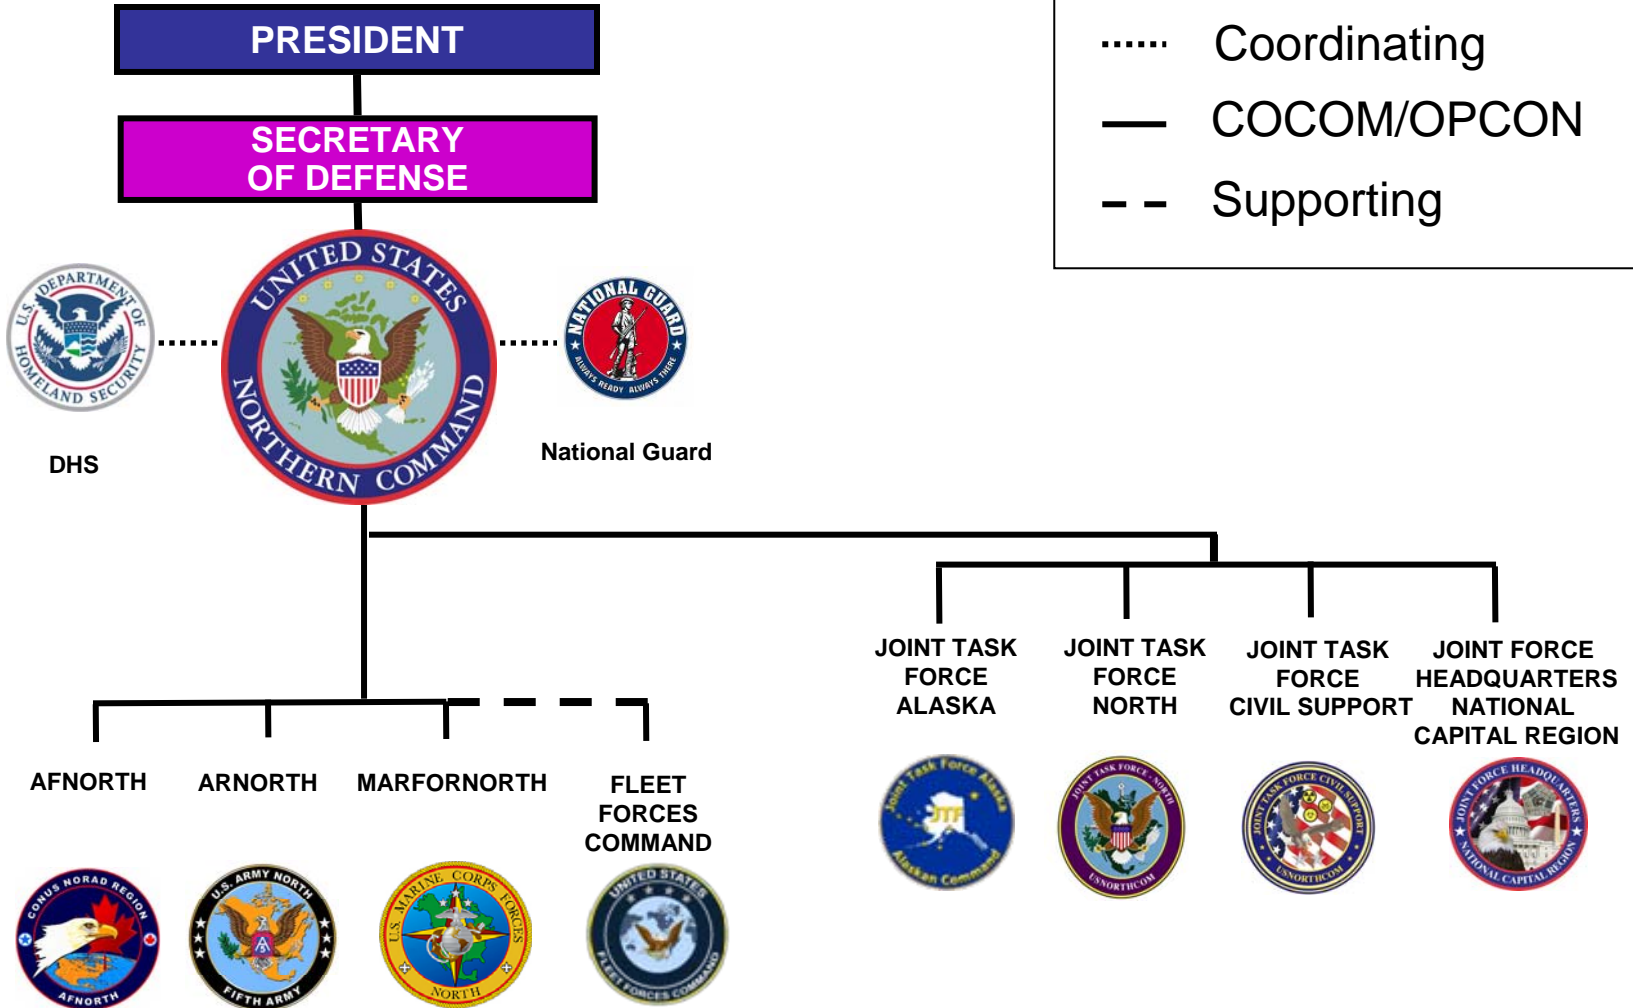 PRESIDENT
SECRETARY
OF DEFENSE
Coordinating
COCOM/OPCON
Supporting
U.S. DEPARTMENT OF
HOMELAND SECURITY
DHS
UNITED STATES
NORTHERN COMMAND
NATIONAL GUARD
ALWAYS READY ALWAYS THERE
National Guard
AFNORTH
ARNORTH
MARFORNORTH
FLEET
FORCES
COMMAND
JOINT TASK
FORCE
ALASKA
JOINT TASK
FORCE
NORTH
JOINT TASK
FORCE
CIVIL SUPPORT
JOINT FORCE
HEADQUARTERS
NATIONAL
CAPITAL REGION
CONUS NORAD REGION
AFNORTH
U.S. ARMY NORTH
A
5
FIFTH ARMY
U.S. MARINE CORPS FORCES
NORTH
UNITED STATES
FLEET FORCES COMMAND
Joint Task Force Alaska
JTF
Alaskan Command
JOINT TASK FORCE - NORTH
USNORTHCOM
JOINT TASK FORCE CIVIL SUPPORT
USNORTHCOM
JOINT FORCE HEADQUARTERS
NATIONAL CAPITAL REGION